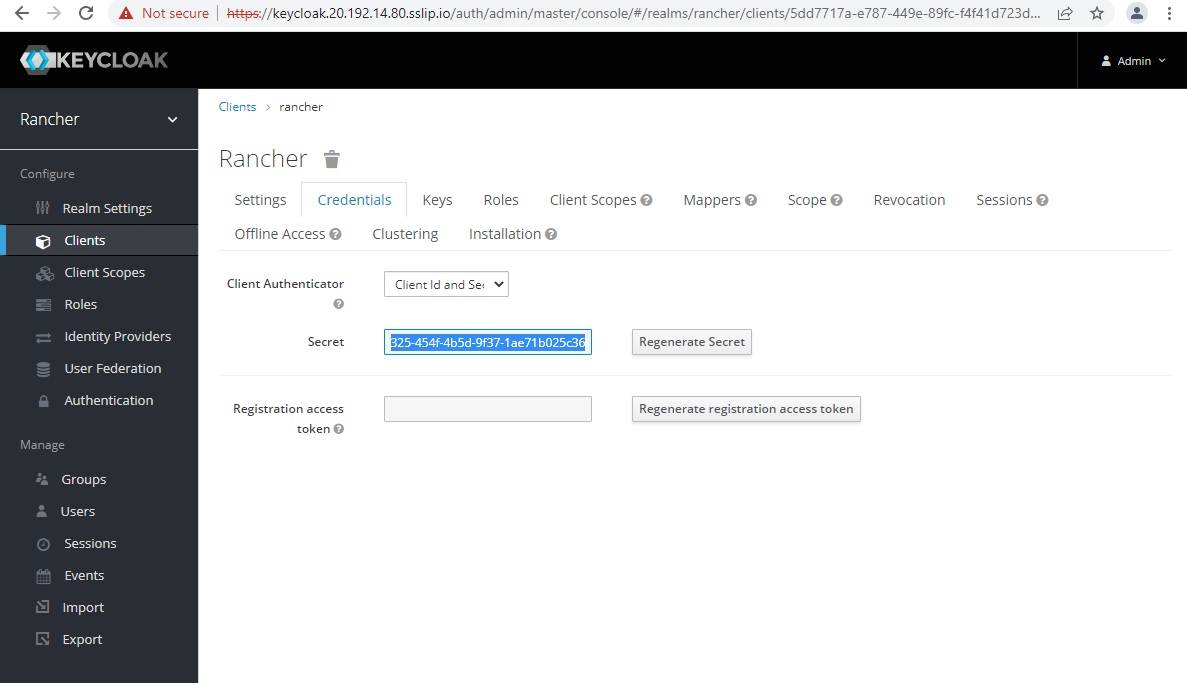 Not secure https://keycloak.20.192.14.80.sslip.io/auth/admin/master/console/#/realms/rancher/clients/5dd7717a-e787-449e-89fc-f4f41d723d...
KEYCLOAK
Admin
Rancher
Configure
Realm Settings
Clients
Client Scopes
Roles
Identity Providers
User Federation
Authentication
Manage
Groups
Users
Sessions
Events
Import
Export
Clients > rancher
Rancher
Settings Credentials Keys Roles Client Scopes Mappers Scope Revocation Sessions
Offline Access Clustering Installation
Client Authenticator Client Id and Sec
Secret 325-454f-4b5d-9f37-1ae71b025c36 Regenerate Secret
Registration access Regenerate registration access token
token